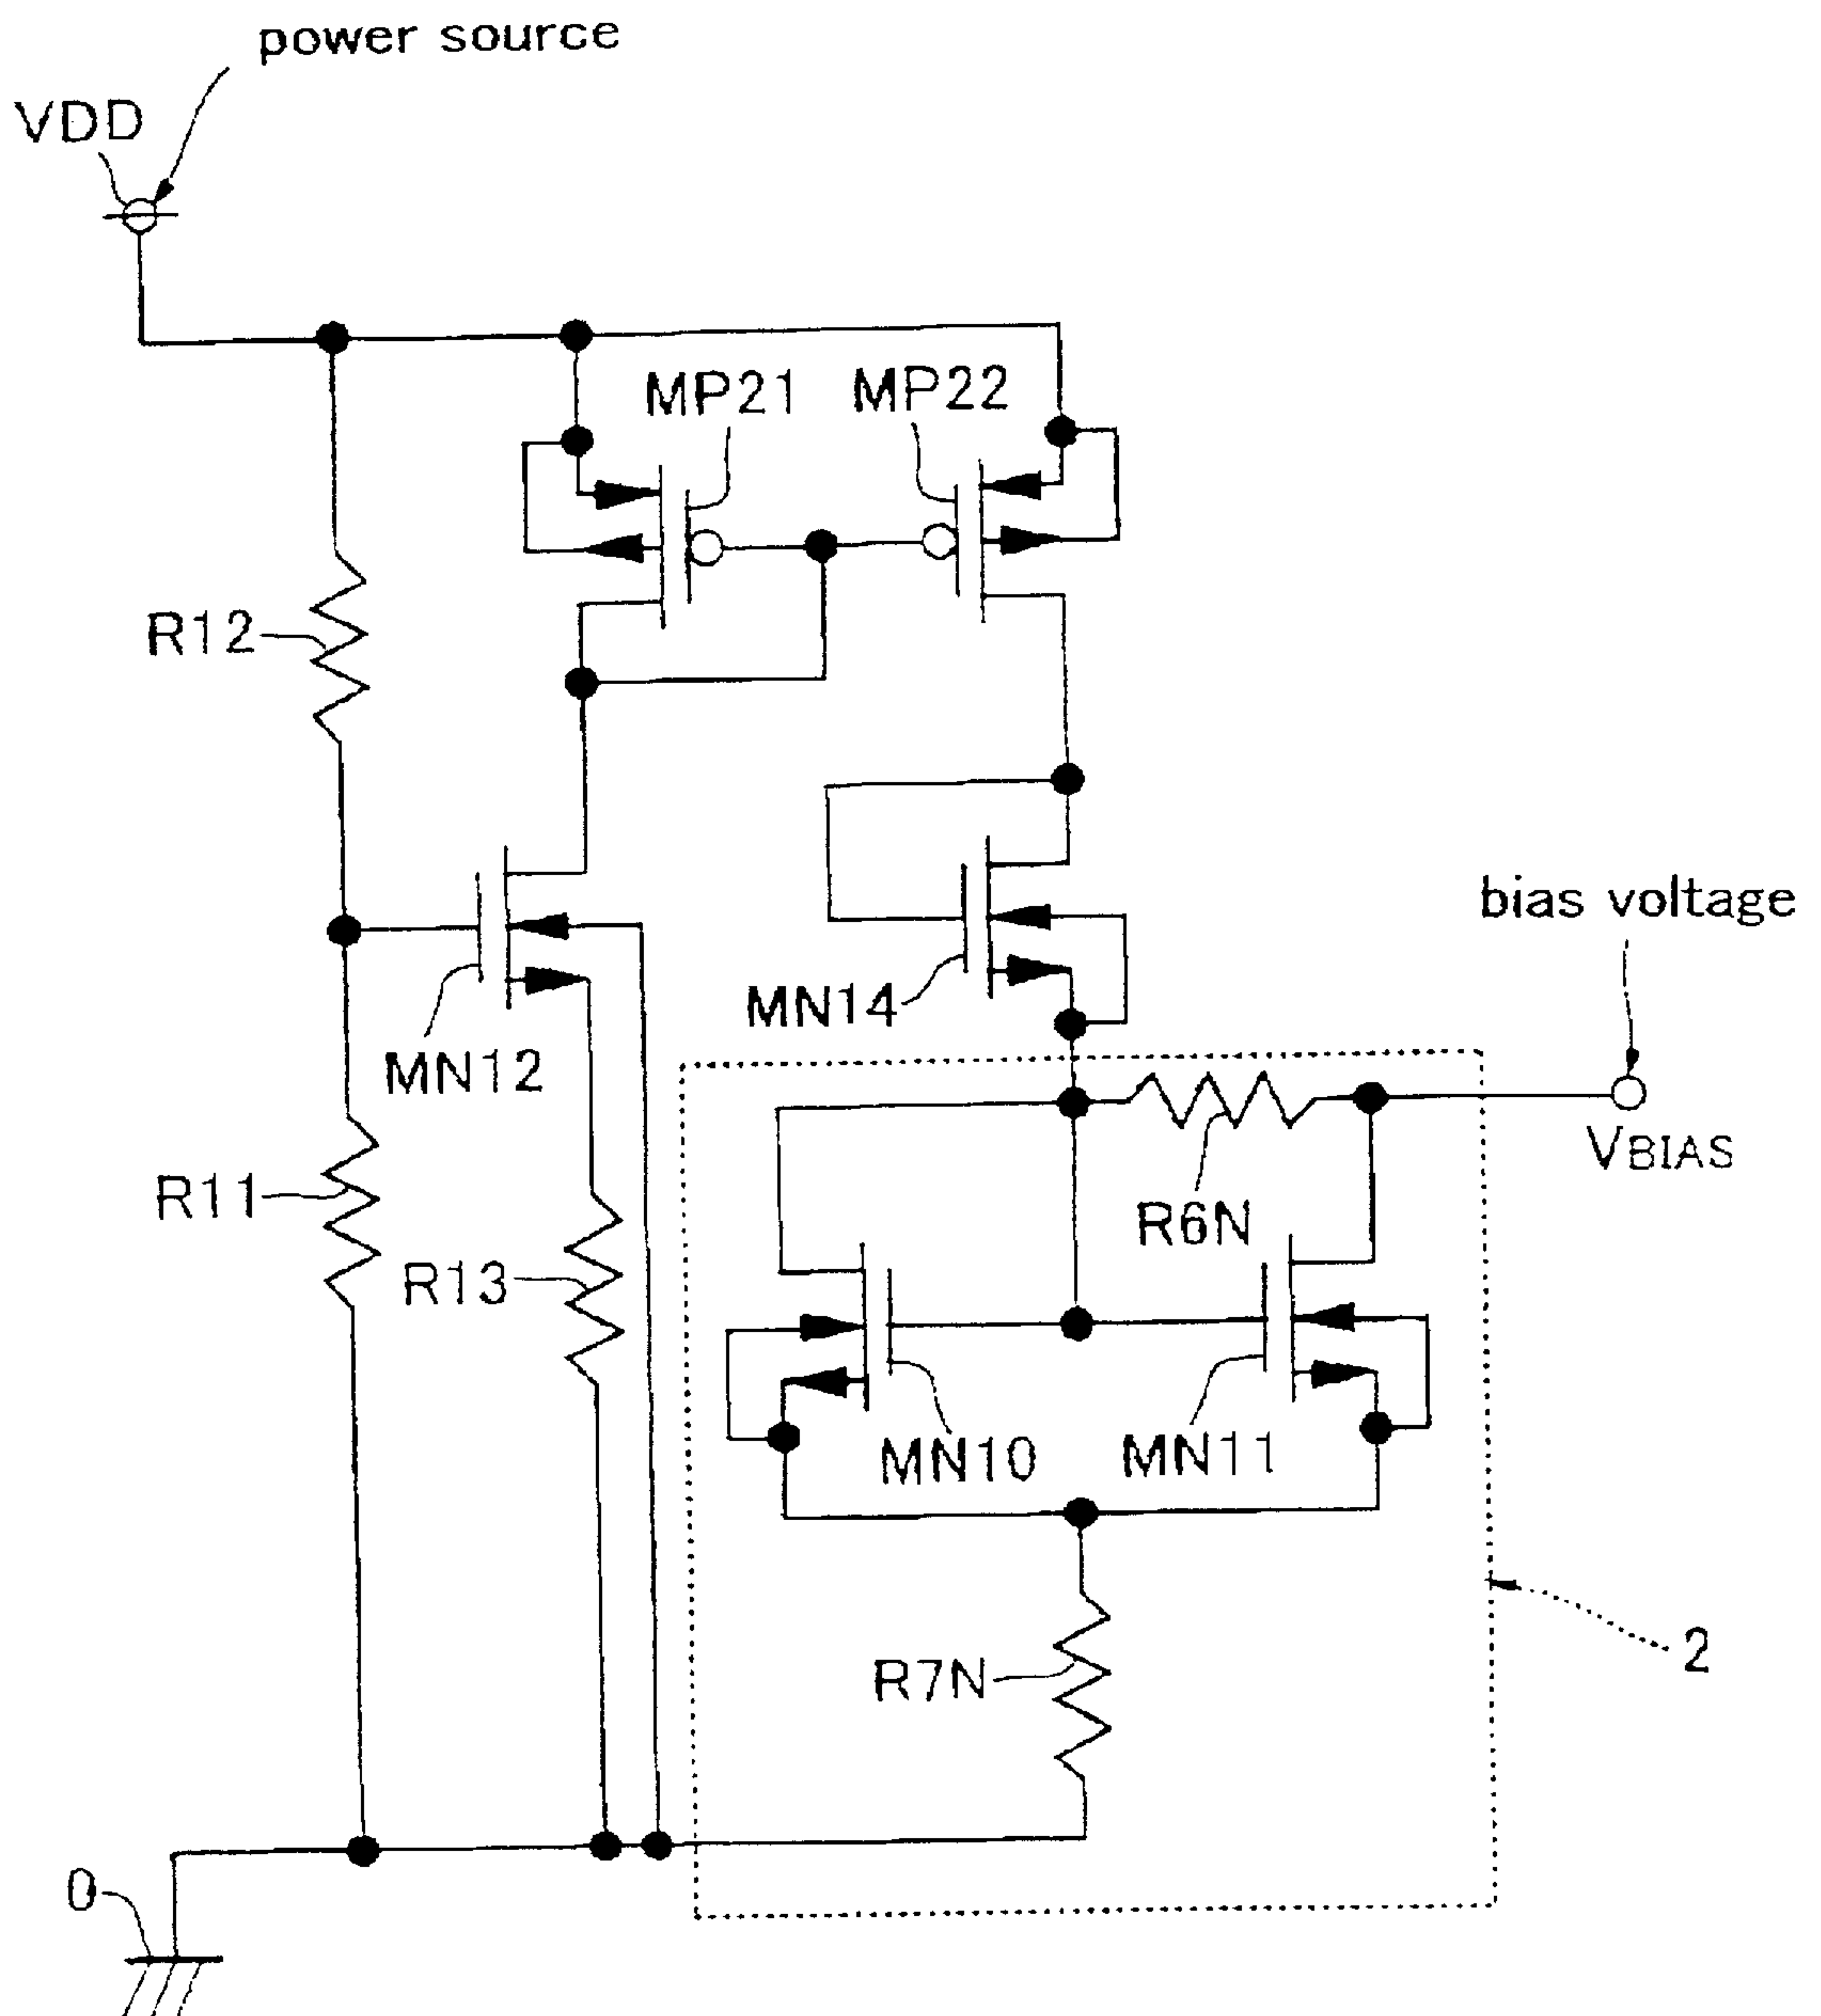 power source
VDD
MP21
MP22
R12
bias voltage
MN14
MN12
VBIAS
R11
R6N
R13
MN10
MN11
2
R7N
0